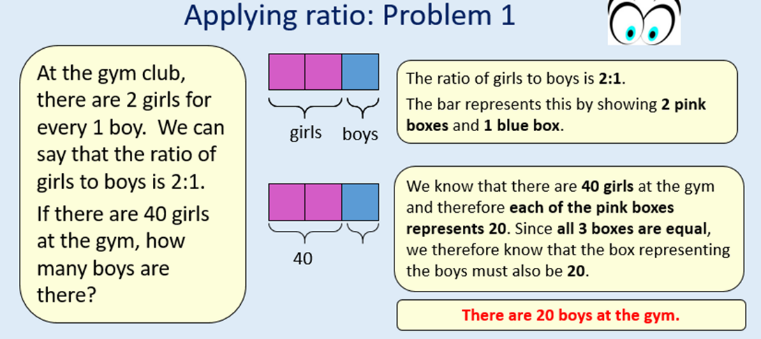 Applying ratio: Problem 1
At the gym club,
there are 2 girls for
every 1 boy.  We can
say that the ratio of
girls to boys is 2:1.
If there are 40 girls
at the gym, how
many boys are
there?
girls boys
The ratio of girls to boys is 2:1.
The bar represents this by showing 2 pink
boxes and 1 blue box.
40
We know that there are 40 girls at the gym
and therefore each of the pink boxes
represents 20. Since all 3 boxes are equal,
we therefore know that the box representing
the boys must also be 20.
There are 20 boys at the gym.